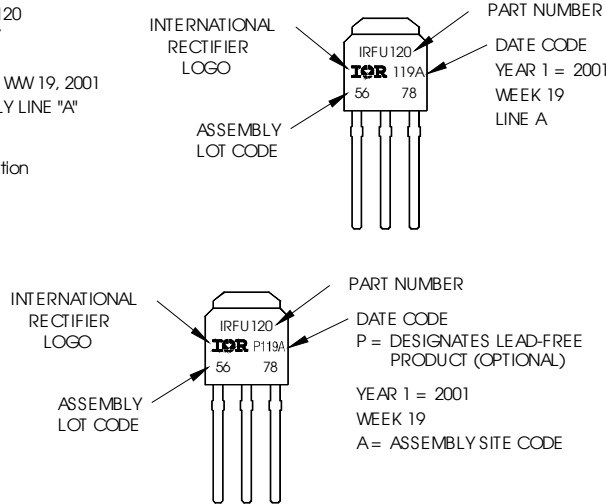 120
WW 19, 2001
Y LINE "A"
tion
INTERNATIONAL
RECTIFIER
LOGO
ASSEMBLY
LOT CODE
IRFU120
IOR 119A
56 78
PART NUMBER
DATE CODE
YEAR 1 = 2001
WEEK 19
LINE A
INTERNATIONAL
RECTIFIER
LOGO
ASSEMBLY
LOT CODE
IRFU120
IOR P119A
56 78
PART NUMBER
DATE CODE
P = DESIGNATES LEAD-FREE
PRODUCT (OPTIONAL)
YEAR 1 = 2001
WEEK 19
A = ASSEMBLY SITE CODE